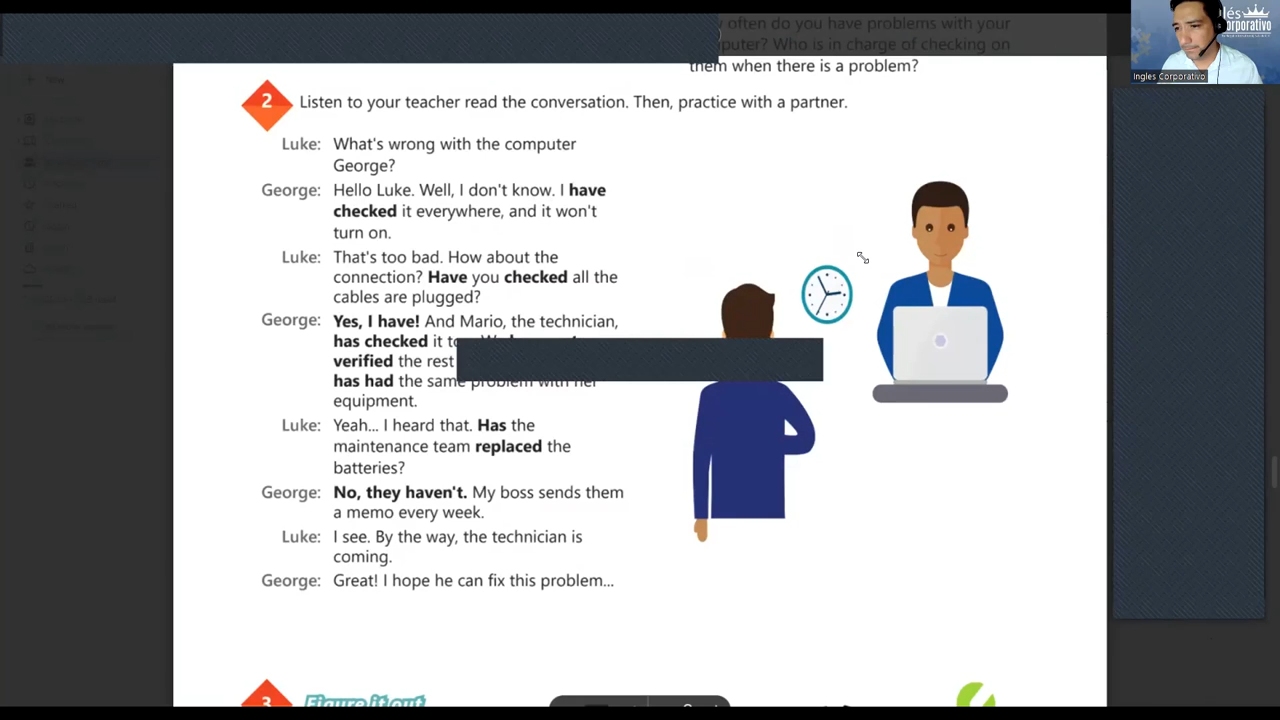 often do you have problems with your
Who is in charge of checking on
them when there is a problem?
lés
Corporativo
Ingles Corporativo
2 Listen to your teacher read the conversation. Then, practice with a partner.
Luke: What's wrong with the computer
George?
George: Hello Luke. Well, I don't know. I have
checked it everywhere, and it won't
turn on.
Luke: That's too bad. How about the
connection? Have you checked all the
cables are plugged?
George: Yes, I have! And Mario, the technician,
has checked it
verified the rest
has had the same problem with her
equipment.
Luke: Yeah... I heard that. Has the
maintenance team replaced the
batteries?
George: No, they haven't. My boss sends them
a memo every week.
Luke: I see. By the way, the technician is
coming.
George: Great! I hope he can fix this problem...
3 Figure it out